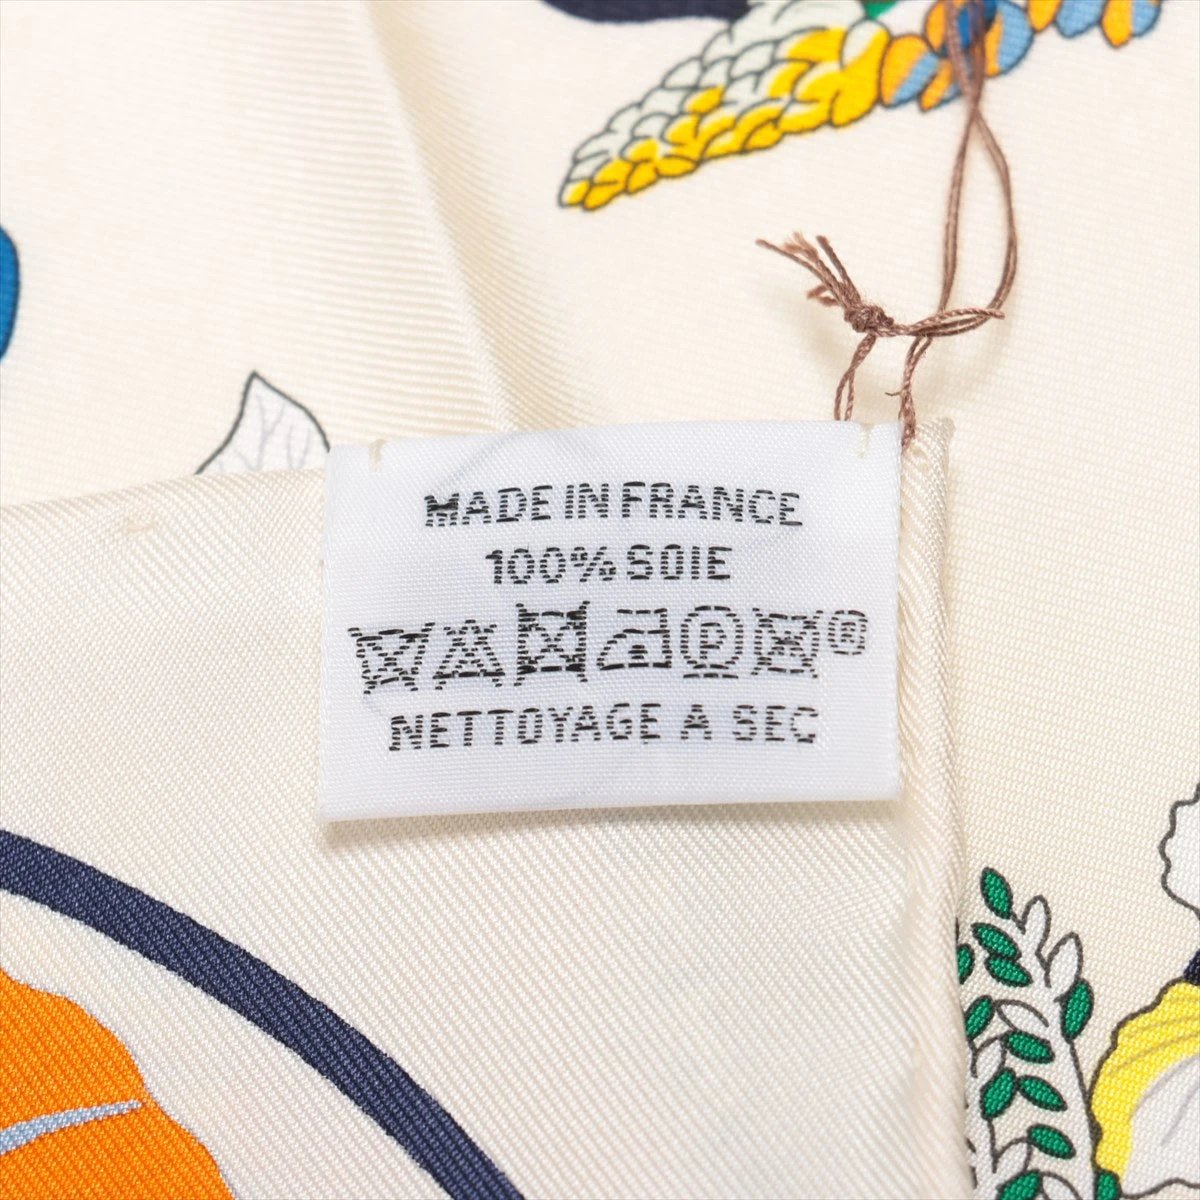 MADE IN FRANCE
100% SOIE
P ®
NETTOYAGE A SEC